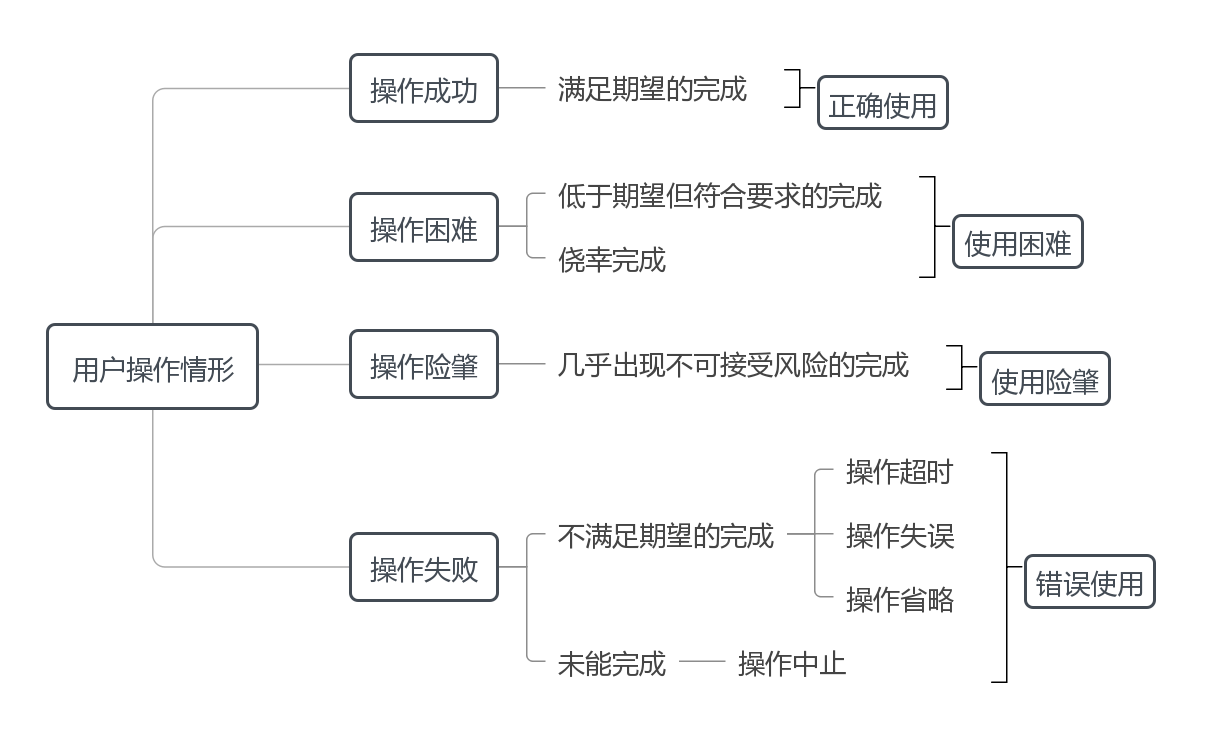 操作成功
满足期望的完成
正确使用
操作困难
低于期望但符合要求的完成
侥幸完成
使用困难
用户操作情形
操作险肇
几乎出现不可接受风险的完成
使用险肇
操作失败
不满足期望的完成
操作超时
操作失误
操作省略
未能完成
操作中止
错误使用